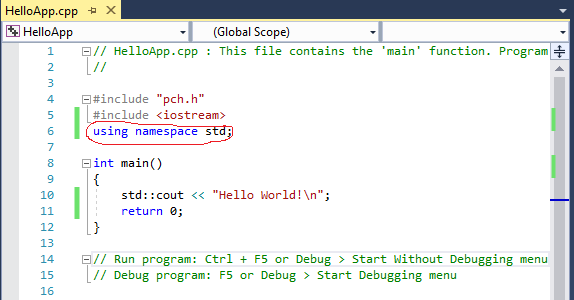 HelloApp.cpp
HelloApp (Global Scope)
1 // HelloApp.cpp : This file contains the 'main' function. Program
2 //
3
4 #include "pch.h"
5 #include <iostream>
6 using namespace std;
7
8 int main()
9 {
10 std::cout << "Hello World!\n";
11 return 0;
12 }
13
14 // Run program: Ctrl + F5 or Debug > Start Without Debugging menu
15 // Debug program: F5 or Debug > Start Debugging menu
16